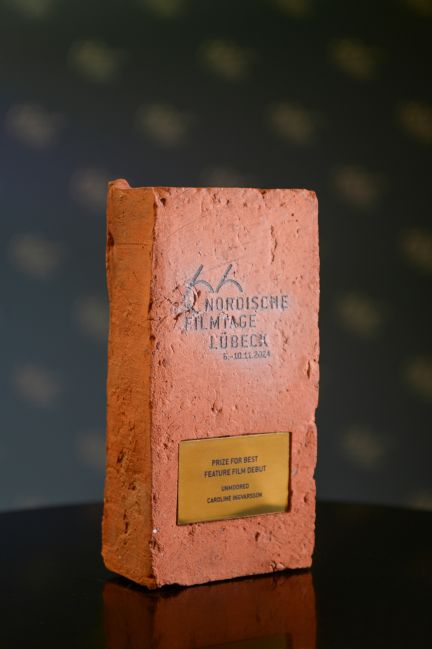 66
NORDISCHE
FILMTAGE
LÜBECK
6.-10.11.2024
PRIZE FOR BEST
FEATURE FILM DEBUT
UNMOORED
CAROLINE INGVARSSON